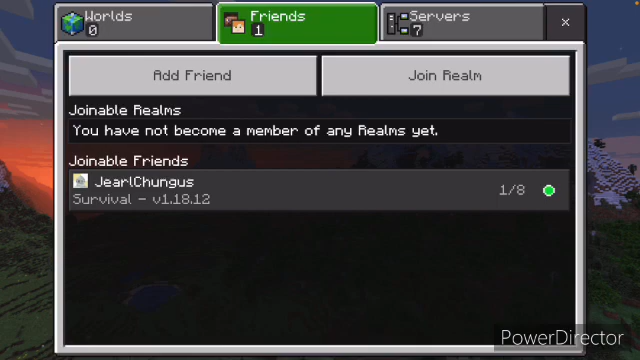 Worlds
0
Friends
1
Servers
7
Add Friend
Join Realm
Joinable Realms
You have not become a member of any Realms yet.
Joinable Friends
JearlChungus
Survival - v1.18.12
1/8
PowerDirector